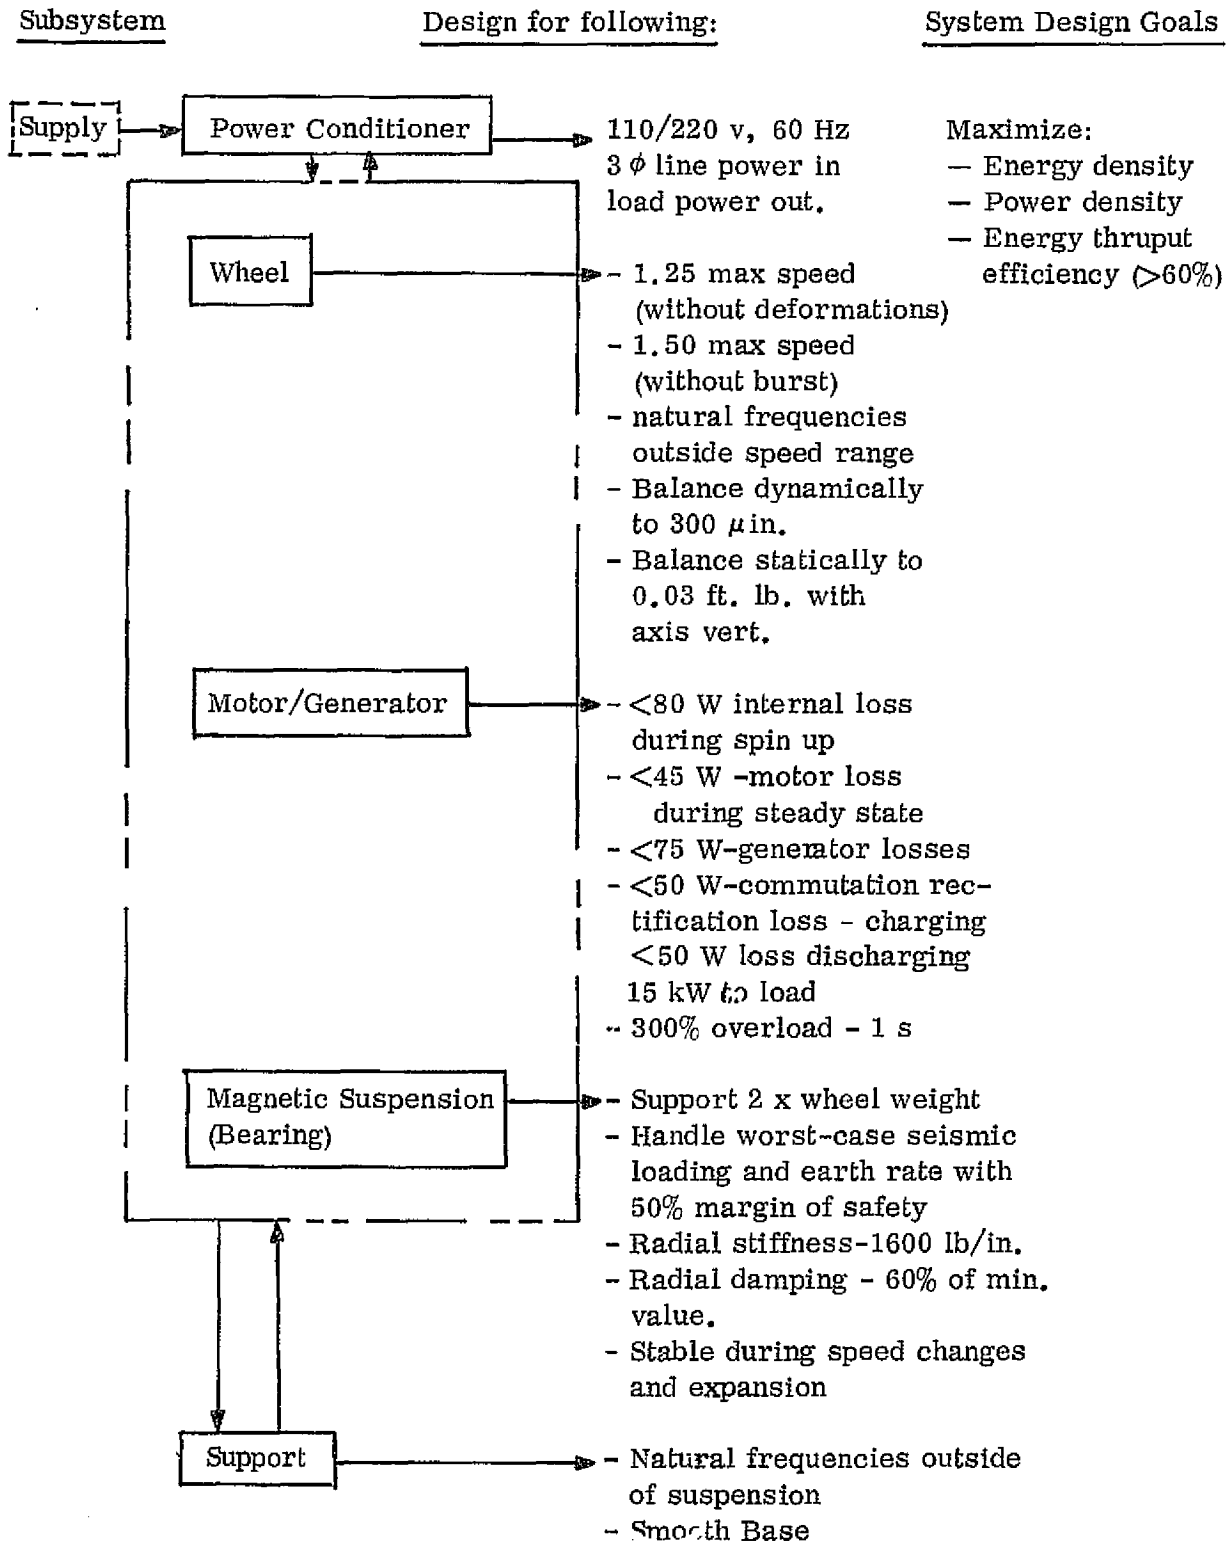 Subsystem
Design for following:
System Design Goals
Supply
Power Conditioner
110/220 v, 60 Hz
3 ϕ line power in
load power out.
Maximize:
— Energy density
— Power density
— Energy thruput
efficiency (>60%)
Wheel
- 1.25 max speed
(without deformations)
- 1.50 max speed
(without burst)
- natural frequencies
outside speed range
- Balance dynamically
to 300 μin.
- Balance statically to
0.03 ft. lb. with
axis vert.
Motor/Generator
- <80 W internal loss
during spin up
- <45 W -motor loss
during steady state
- <75 W-generator losses
- <50 W-commutation rec-
tification loss - charging
<50 W loss discharging
15 kW to load
- 300% overload - 1 s
Magnetic Suspension
(Bearing)
- Support 2 x wheel weight
- Handle worst-case seismic
loading and earth rate with
50% margin of safety
- Radial stiffness-1600 lb/in.
- Radial damping - 60% of min.
value.
- Stable during speed changes
and expansion
Support
- Natural frequencies outside
of suspension
- Smooth Base